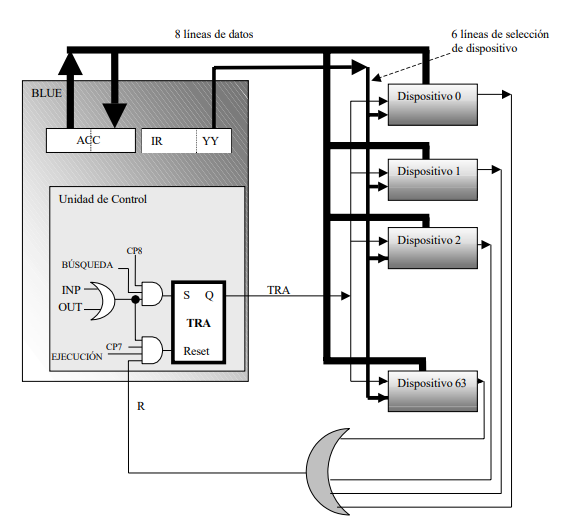 8 líneas de datos
6 líneas de selección
de dispositivo
BLUE
ACC
IR
YY
Dispositivo 0
Dispositivo 1
Dispositivo 2
Dispositivo 63
Unidad de Control
CP8
BÚSQUEDA
INP
OUT
S Q
TRA
Reset
CP7
EJECUCIÓN
TRA
R